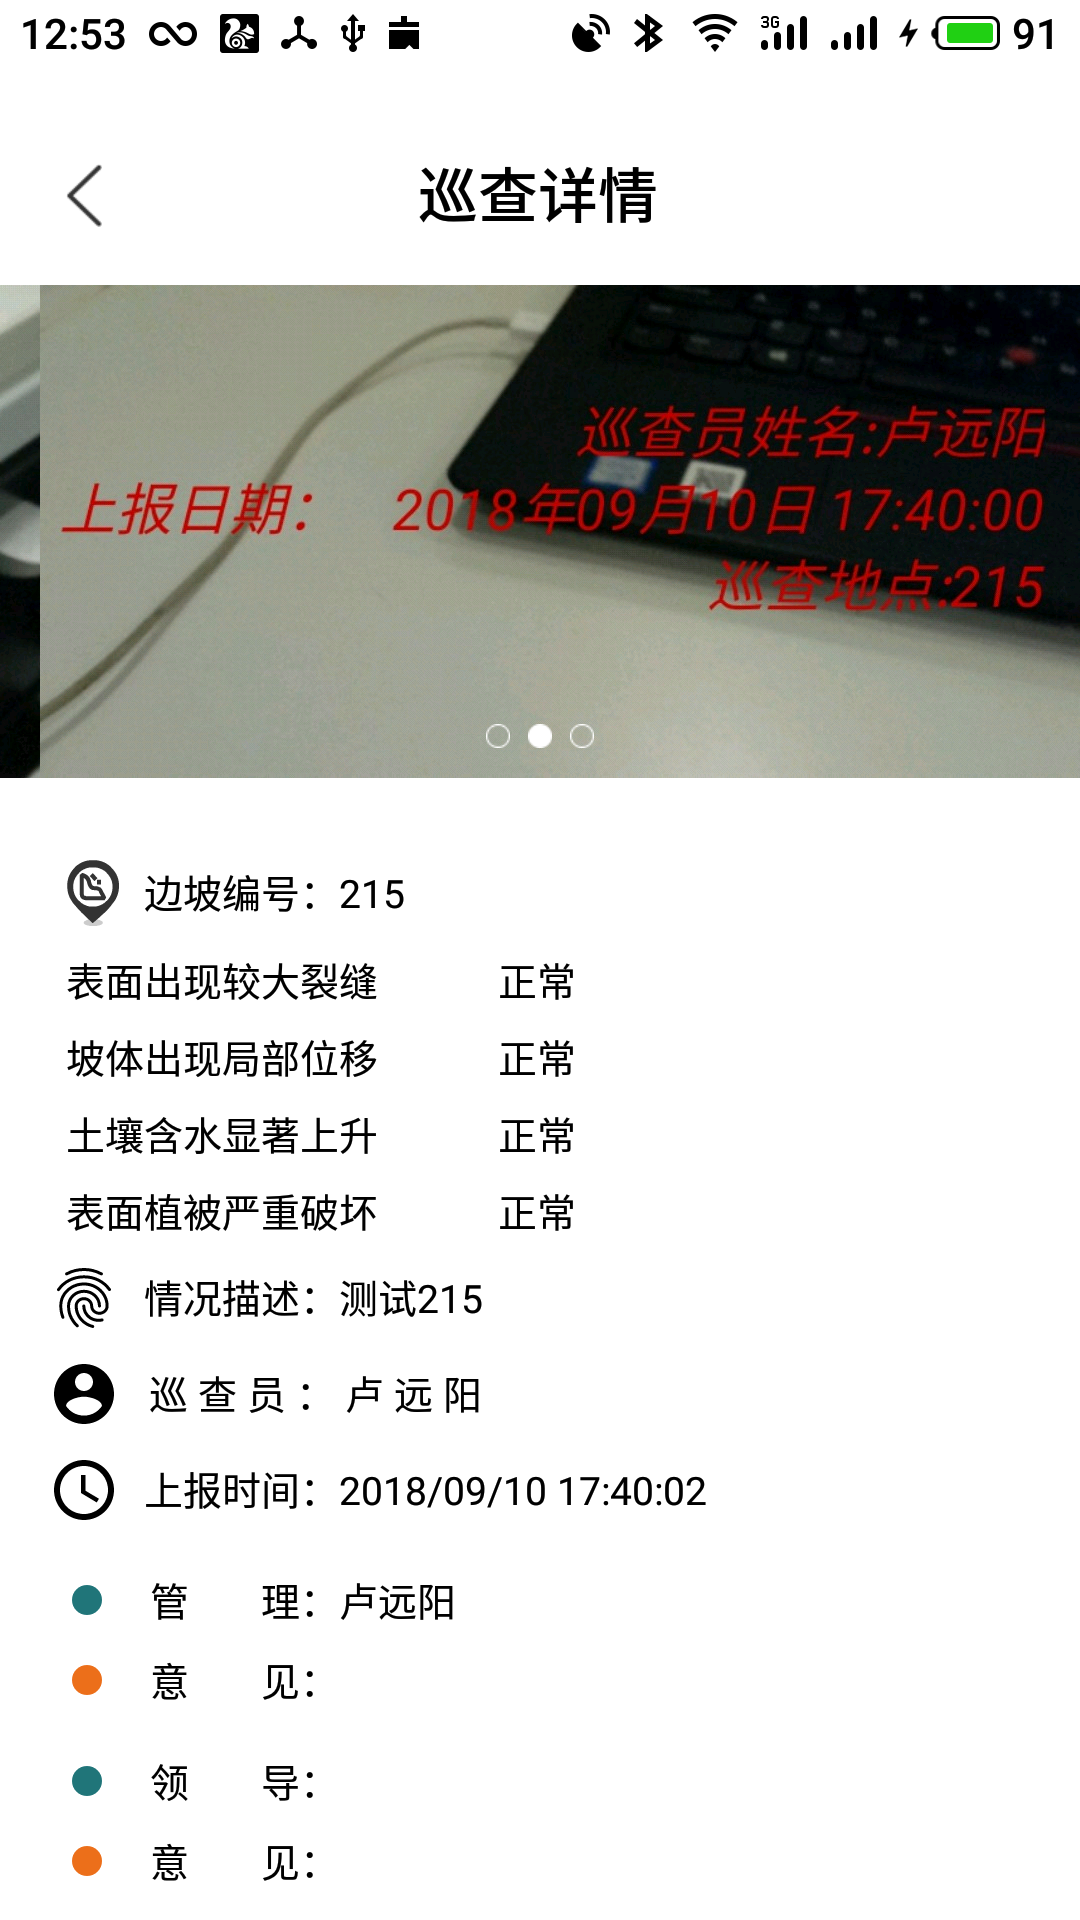 12:53
3G
91
巡查详情
巡查员姓名:卢远阳
上报日期： 2018年09月10日 17:40:00
巡查地点:215
边坡编号：215
表面出现较大裂缝 正常
坡体出现局部位移 正常
土壤含水显著上升 正常
表面植被严重破坏 正常
情况描述：测试215
巡 查 员 ： 卢 远 阳
上报时间：2018/09/10 17:40:02
管 理：卢远阳
意 见：
领 导：
意 见：